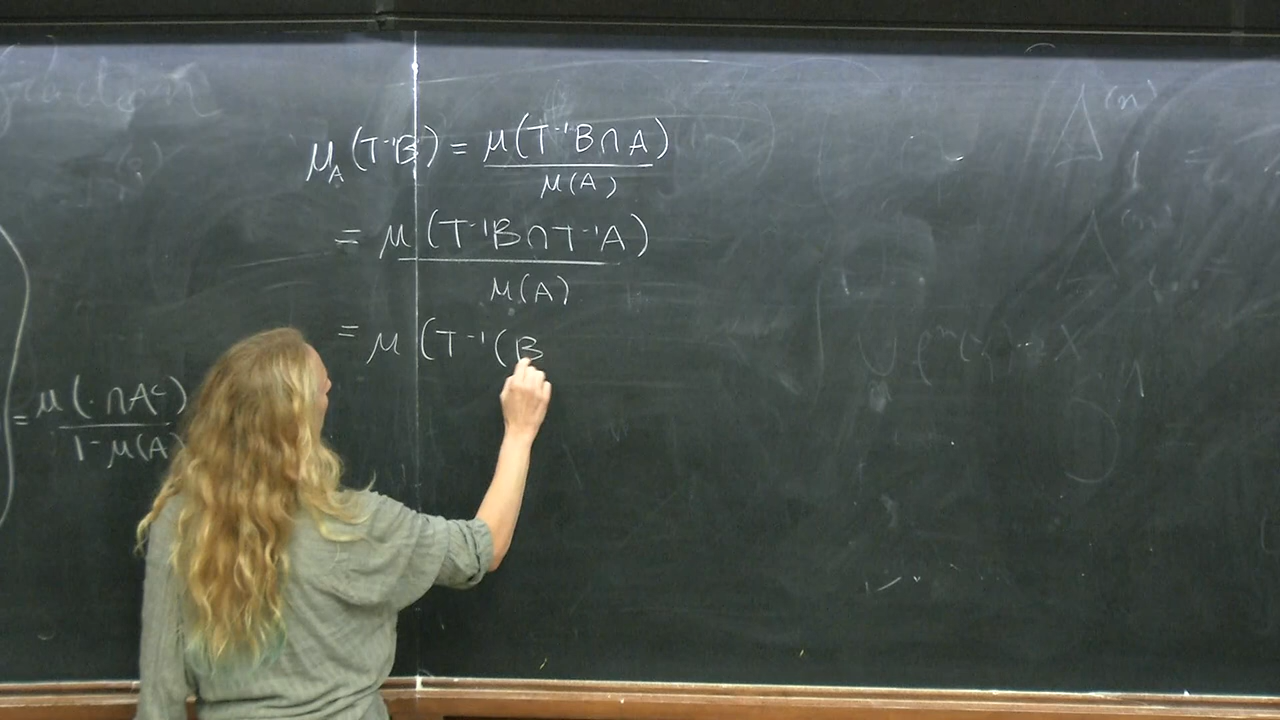 μ_A(T⁻¹B) = μ(T⁻¹B∩A) / μ(A)
= μ(T⁻¹B∩T⁻¹A) / μ(A)
= μ(T⁻¹(B
= μ(·∩Aᶜ) / 1-μ(A)